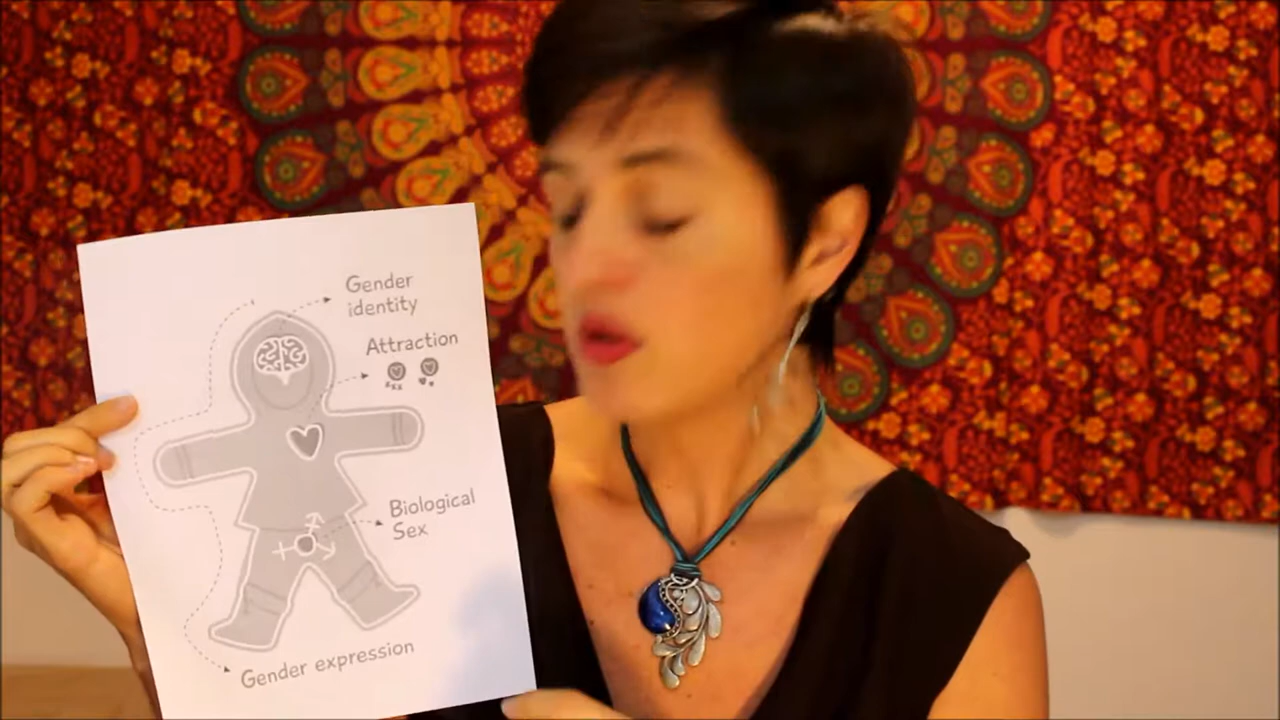 Gender
identity
Attraction
Biological
Sex
Gender expression